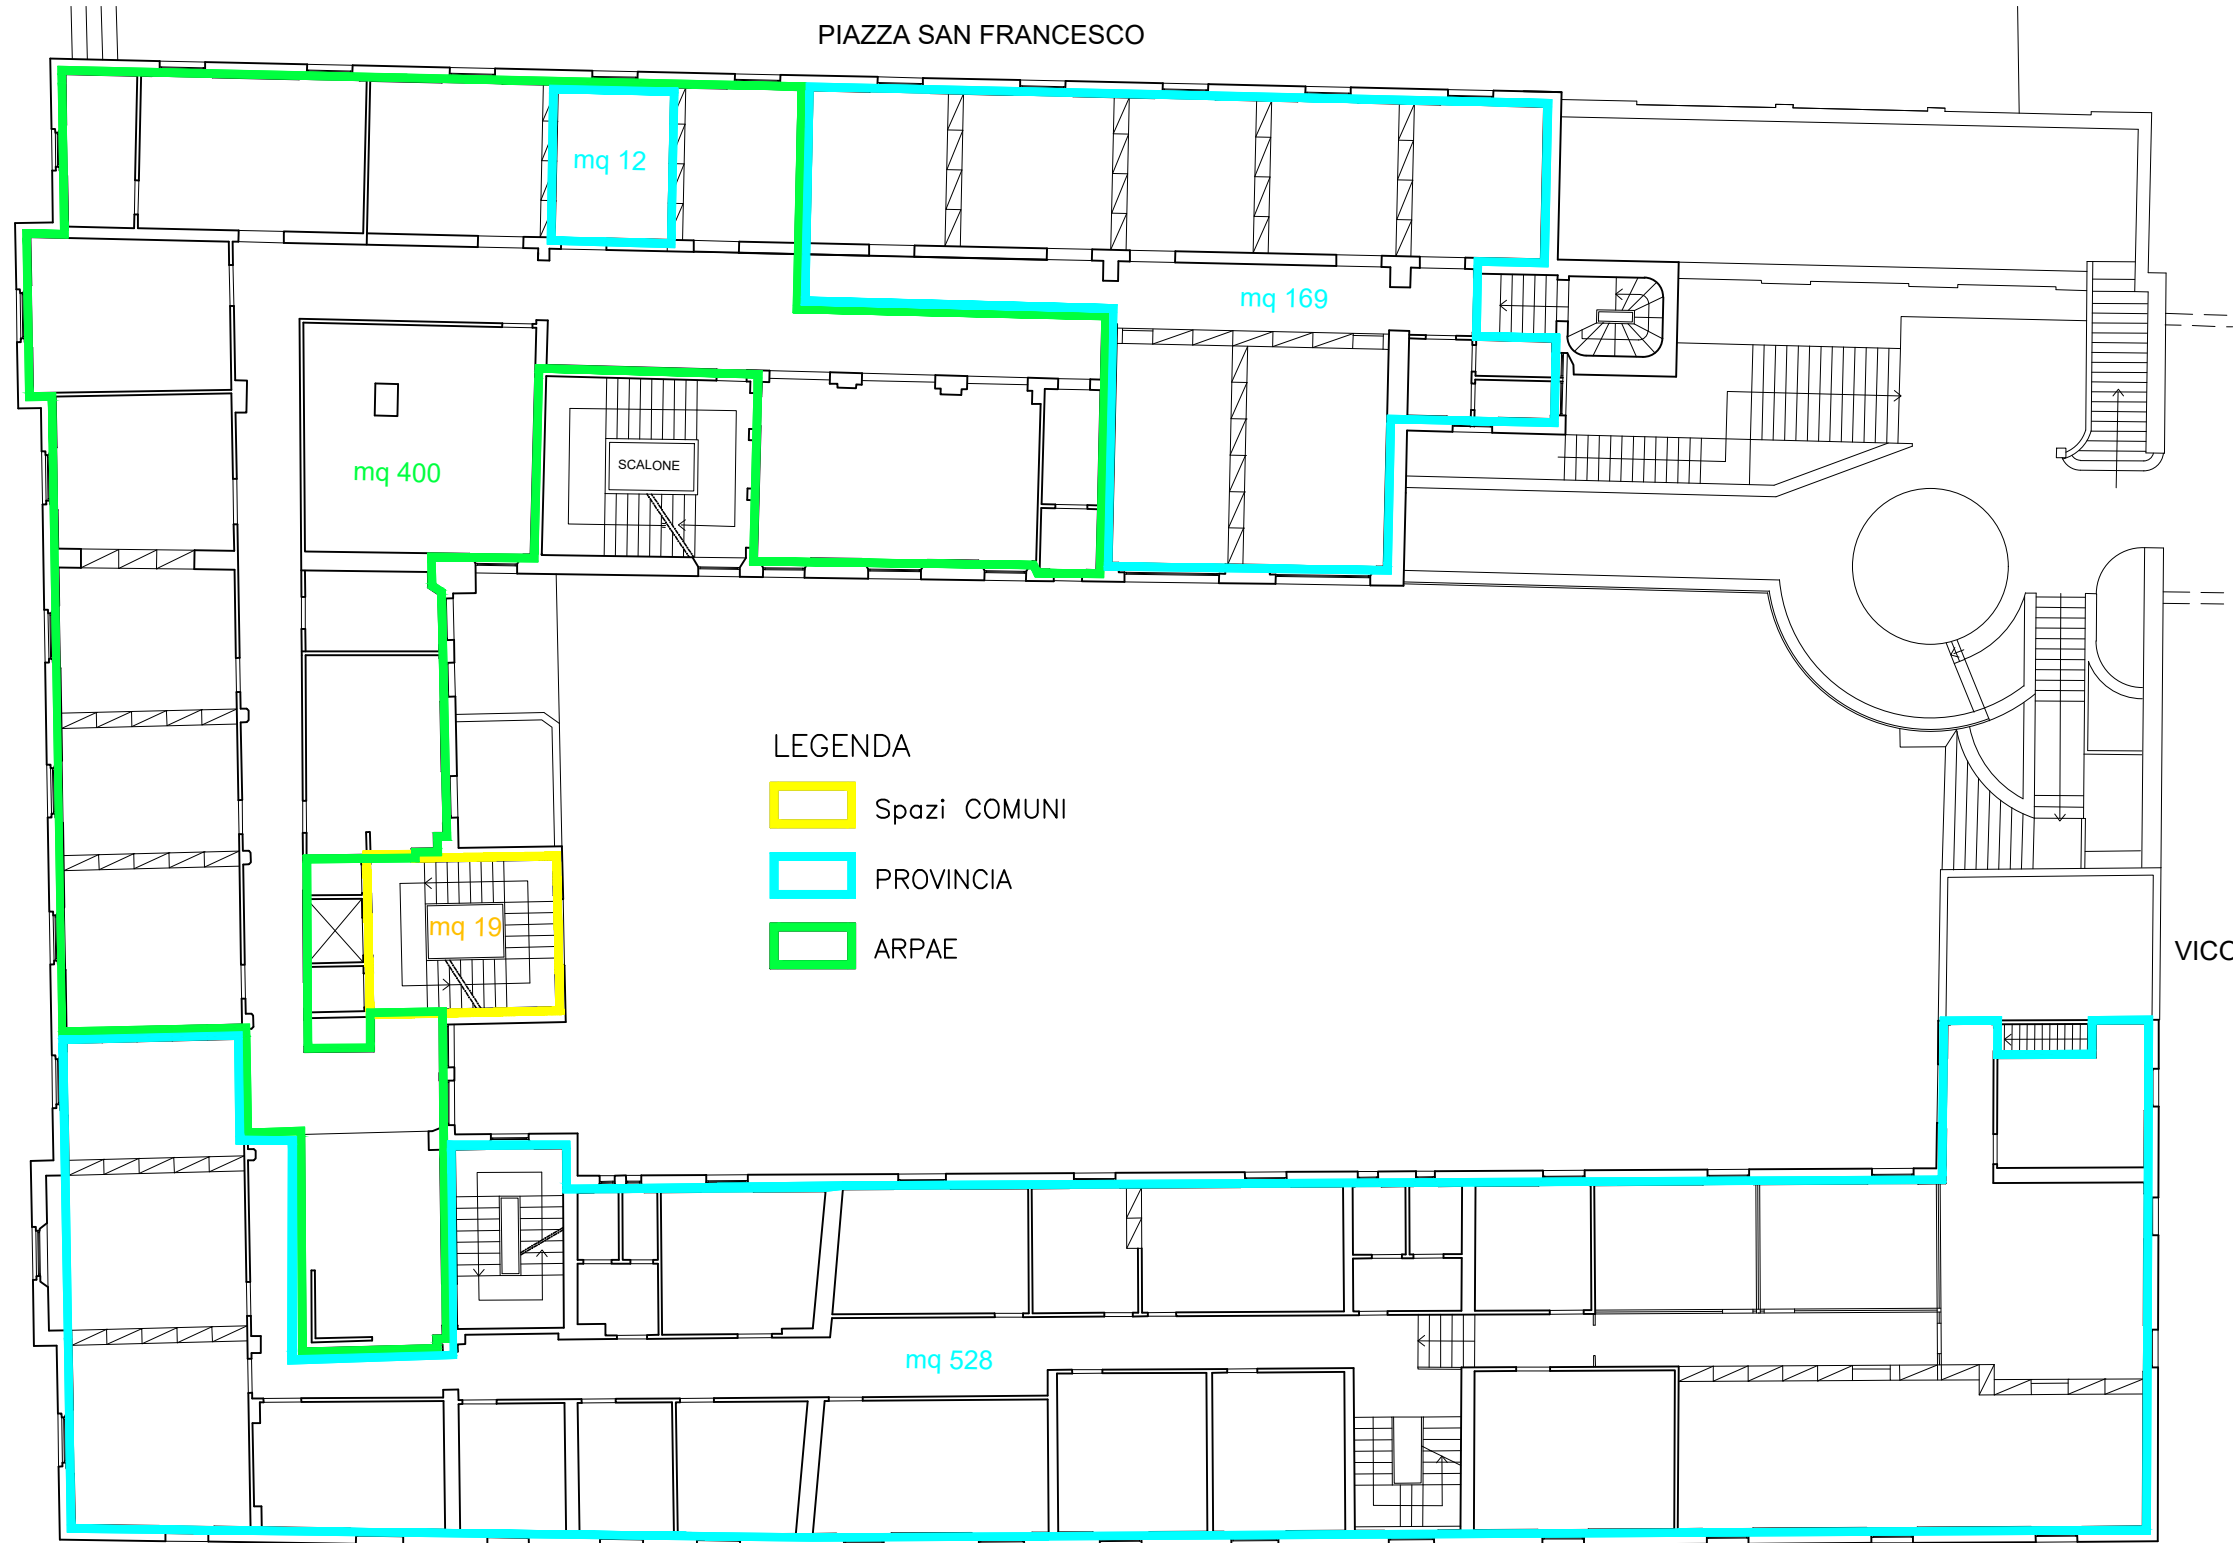 PIAZZA SAN FRANCESCO
mq 12
mq 169
mq 400
SCALONE
LEGENDA
Spazi COMUNI
PROVINCIA
ARPAE
mq 19
VICO
mq 528